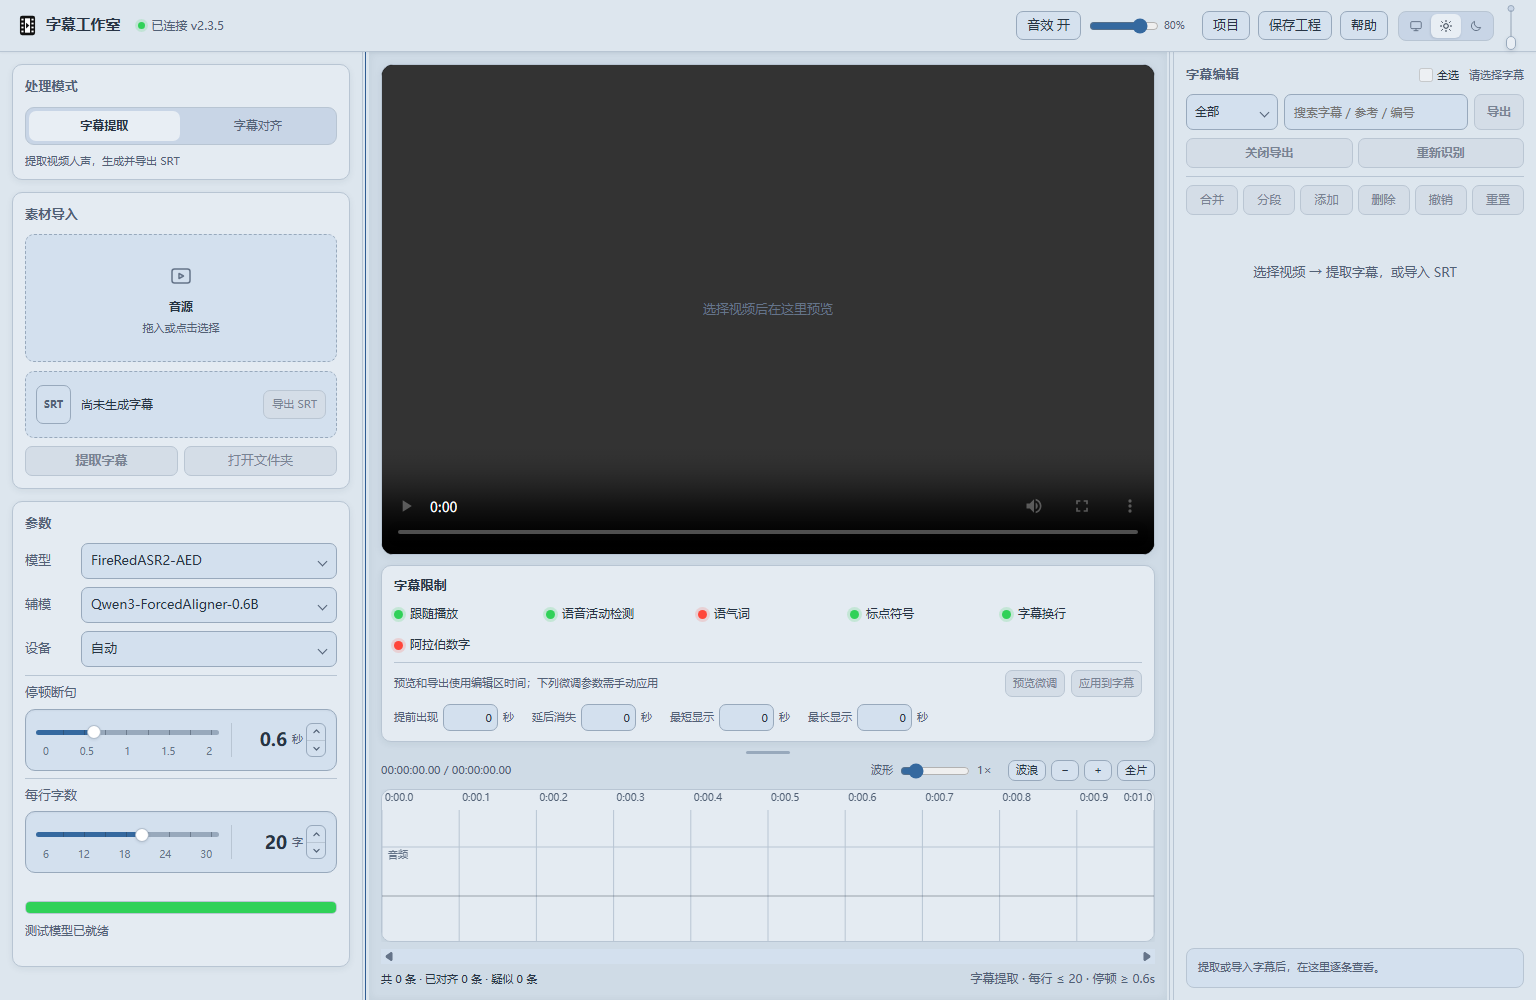 字幕工作室 已连接 v2.3.5 音效 开 80% 项目 保存工程 帮助
处理模式
字幕提取 字幕对齐
提取视频人声，生成并导出 SRT
素材导入
音源
拖入或点击选择
SRT 尚未生成字幕 导出 SRT
提取字幕 打开文件夹
参数
模型 FireRedASR2-AED
辅模 Qwen3-ForcedAligner-0.6B
设备 自动
停顿断句
0.6 秒
0 0.5 1 1.5 2
每行字数
20 字
6 12 18 24 30
测试模型已就绪
选择视频后在这里预览
0:00
字幕限制
跟随播放 语音活动检测 语气词 标点符号 字幕换行
阿拉伯数字
预览和导出使用编辑区时间；下列微调参数需手动应用 预览微调 应用到字幕
提前出现 0 秒 延后消失 0 秒 最短显示 0 秒 最长显示 0 秒
00:00:00.00 / 00:00:00.00 波形 1× 波浪 − + 全片
0:00.0 0:00.1 0:00.2 0:00.3 0:00.4 0:00.5 0:00.6 0:00.7 0:00.8 0:00.9 0:01.0
音频
共 0 条 · 已对齐 0 条 · 疑似 0 条 字幕提取 · 每行 ≤ 20 · 停顿 ≥ 0.6s
字幕编辑 全选 请选择字幕
全部 搜索字幕 / 参考 / 编号 导出
关闭导出 重新识别
合并 分段 添加 删除 撤销 重置
选择视频 → 提取字幕，或导入 SRT
提取或导入字幕后，在这里逐条查看。